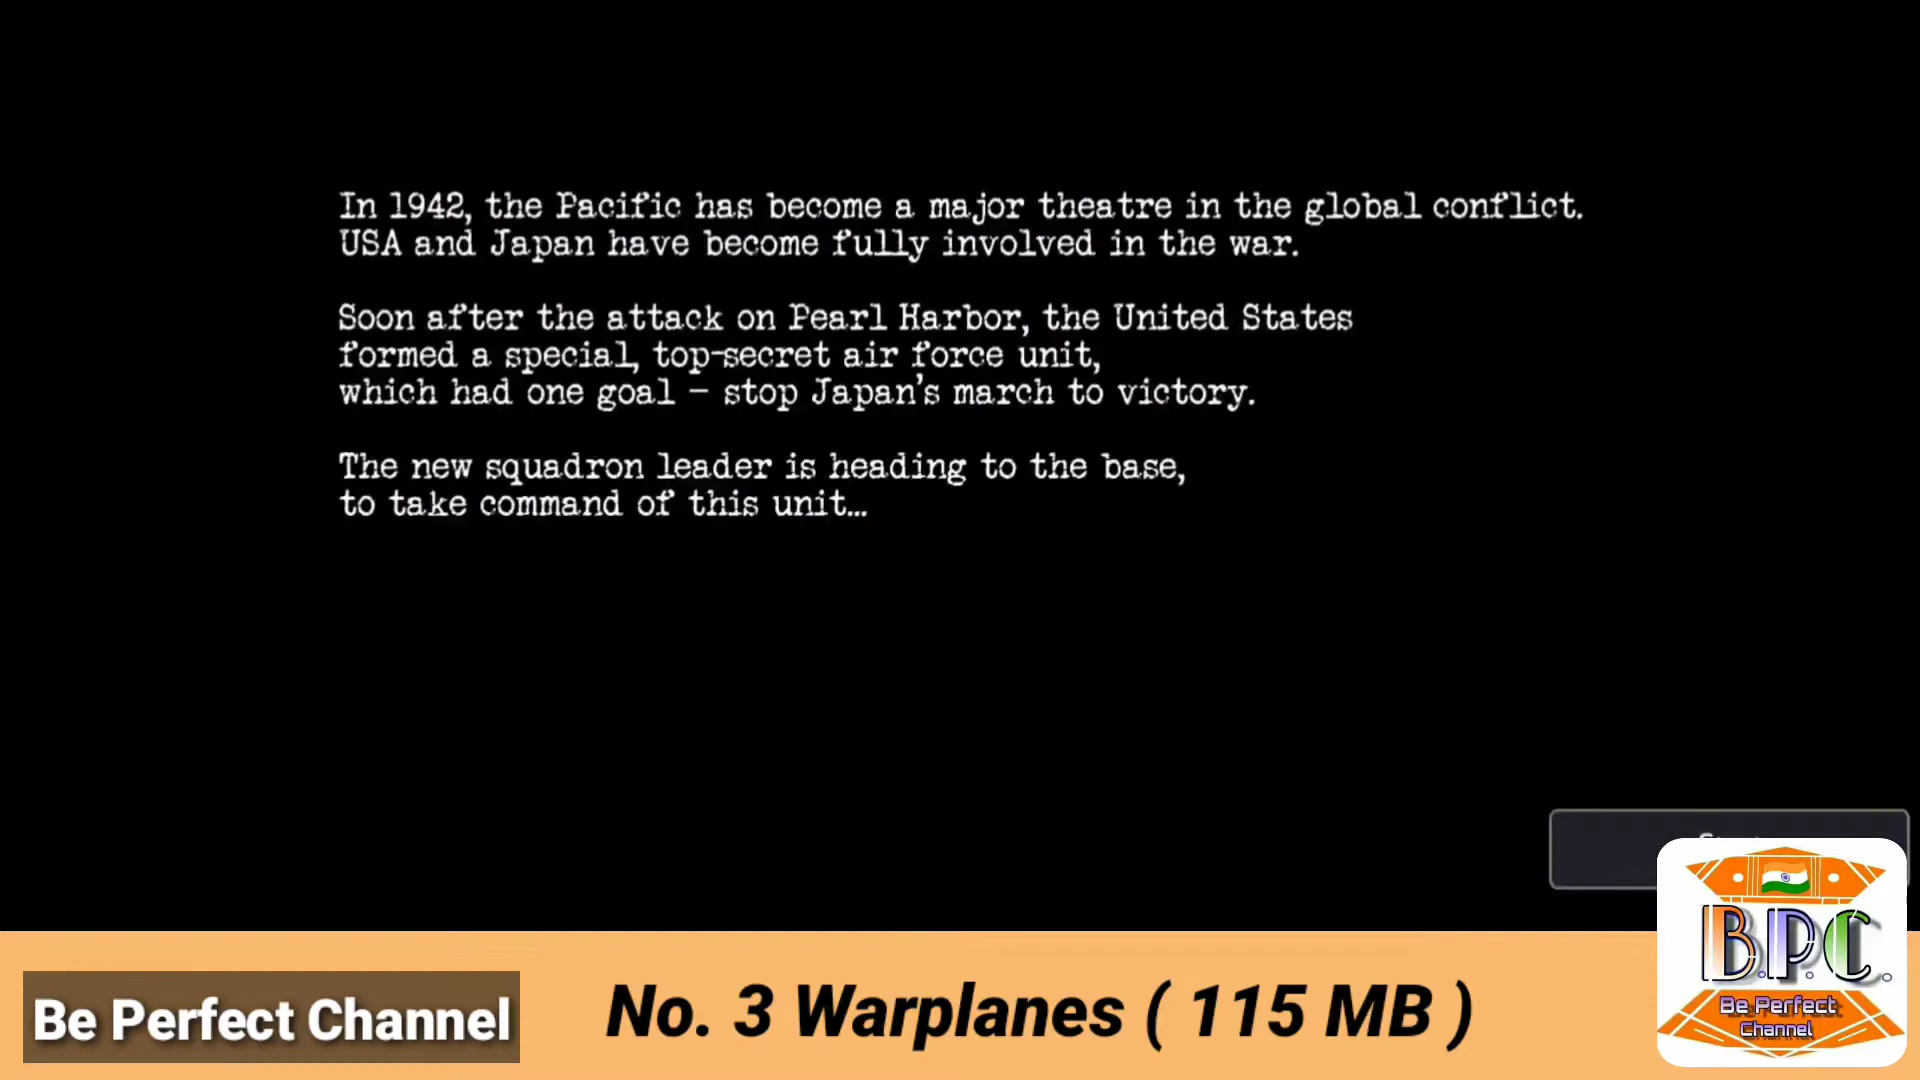 In 1942, the Pacific has become a major theatre in the global conflict.
USA and Japan have become fully involved in the war.
Soon after the attack on Pearl Harbor, the United States
formed a special, top-secret air force unit,
which had one goal – stop Japan's march to victory.
The new squadron leader is heading to the base,
to take command of this unit...
B.P.C.
Be Perfect
Channel
Be Perfect Channel
No. 3 Warplanes ( 115 MB )